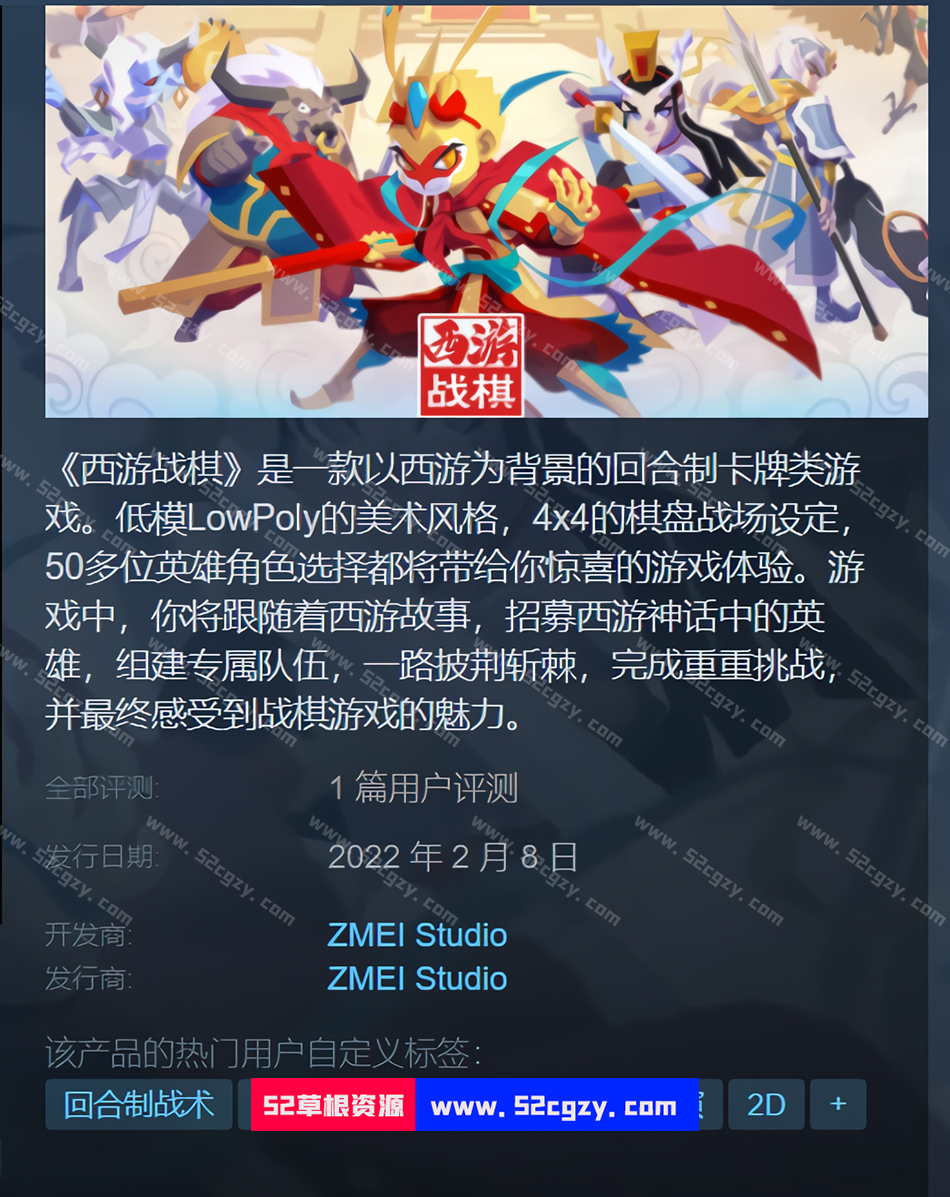 西游
战棋
《西游战棋》是一款以西游为背景的回合制卡牌类游
戏。低模LowPoly的美术风格，4x4的棋盘战场设定，
50多位英雄角色选择都将带给你惊喜的游戏体验。游
戏中，你将跟随着西游故事，招募西游神话中的英
雄，组建专属队伍，一路披荆斩棘，完成重重挑战，
并最终感受到战棋游戏的魅力。
全部评测: 1 篇用户评测
发行日期: 2022 年 2 月 8 日
开发商: ZMEI Studio
发行商: ZMEI Studio
该产品的热门用户自定义标签：
回合制战术 52草根资源 www.52cgzy.com 2D +
www.52cgzy.com